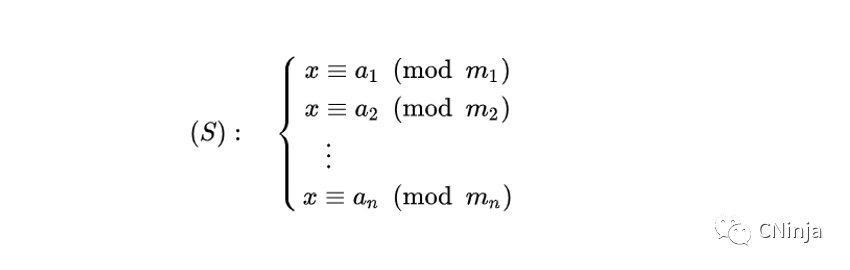 x ≡ a₁ (mod m₁)
(S) : x ≡ a₂ (mod m₂)
⋮
x ≡ aₙ (mod mₙ)
CNinja